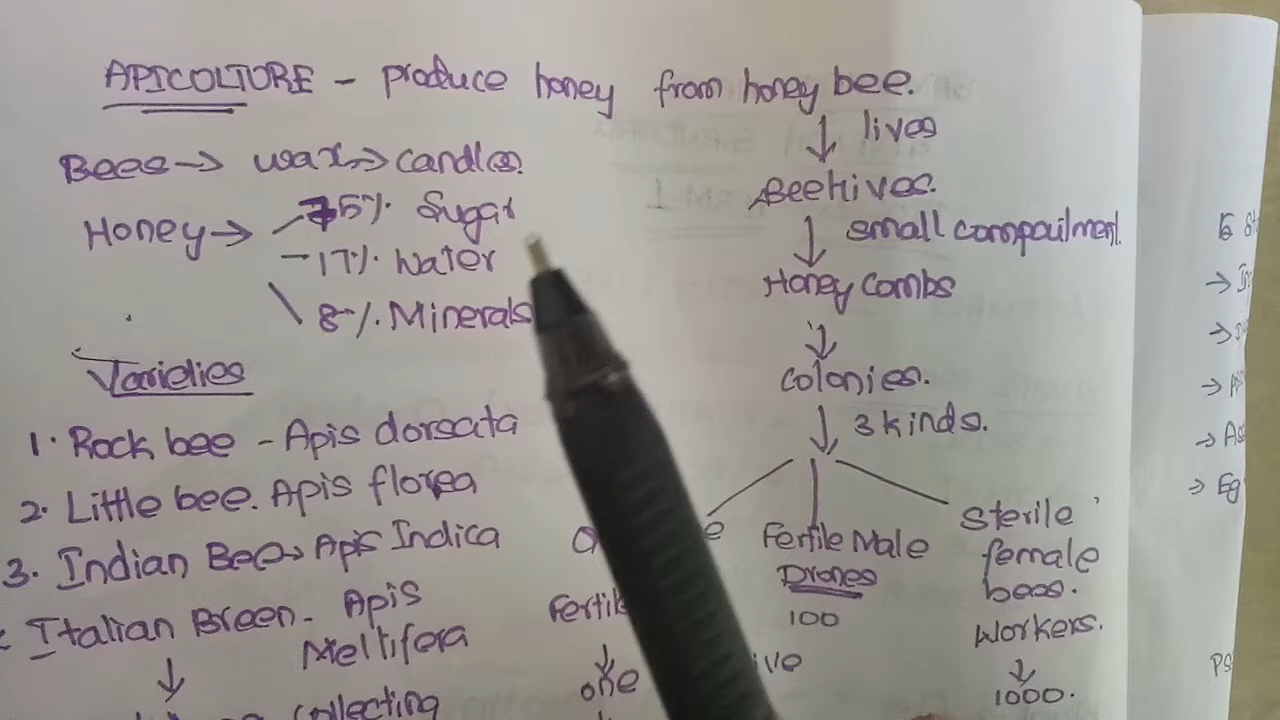 APICOLTORE - produce honey from honey bee.
↓ lives
Bees → wax → candles.
Beehives.
Honey → 75% Sugar
- 17% Water
8% Minerals
↓ small compailment.
Honey Combs
↓
Varieties
Colonies.
↓ 3 kinds.
1. Rock bee - Apis dorsata
2. Little bee. Apis florea
3. Indian Bee → Apis Indica
Italian Breen - Apis
Mellifera
↓
collecting
Fertile Male
Drones
100
Sterile
female
bees.
Workers.
↓
1000.
↓
one